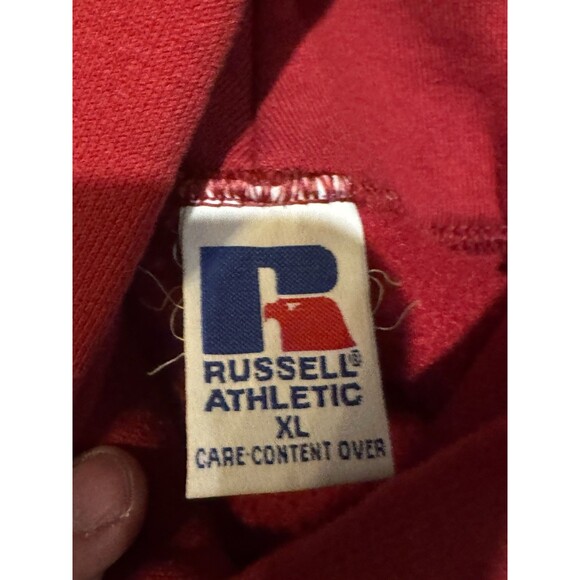 RUSSELL®
ATHLETIC
XL
CARE-CONTENT OVER